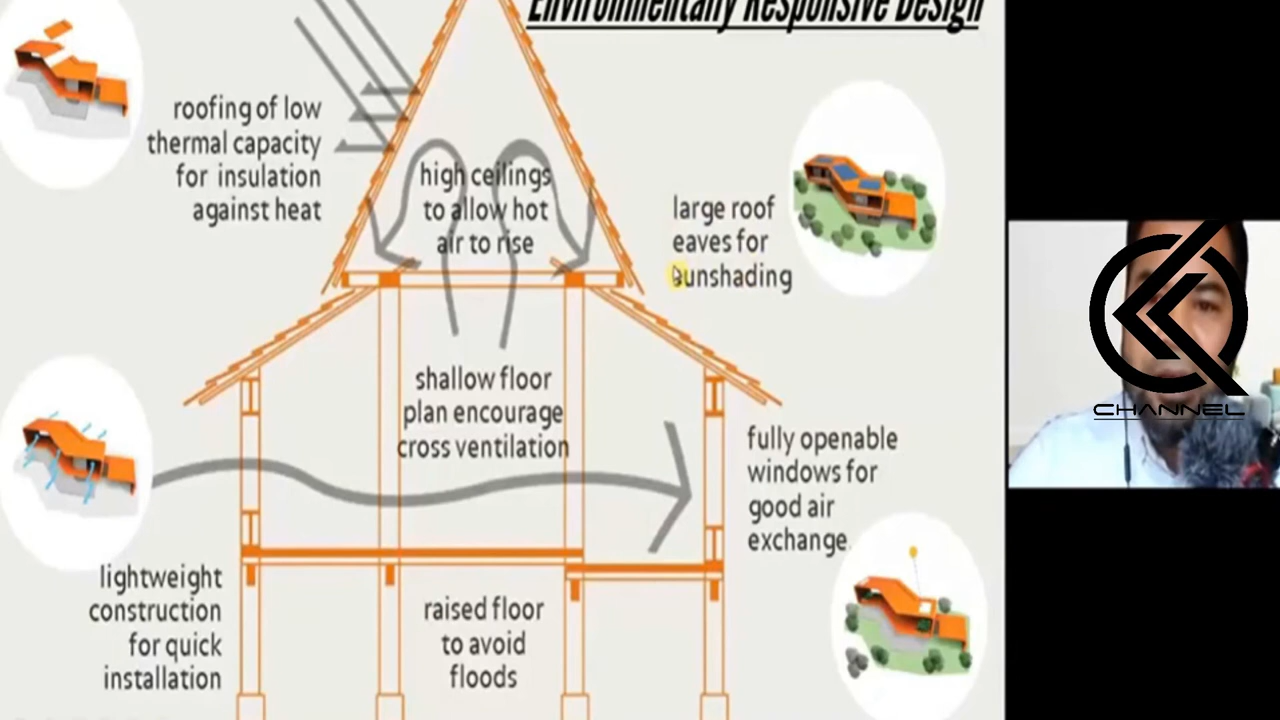 Environmentally Responsive Design
roofing of low
thermal capacity
for insulation
against heat
high ceilings
to allow hot
air to rise
large roof
eaves for
sunshading
shallow floor
plan encourage
cross ventilation
fully openable
windows for
good air
exchange.
lightweight
construction
for quick
installation
raised floor
to avoid
floods
CHANNEL